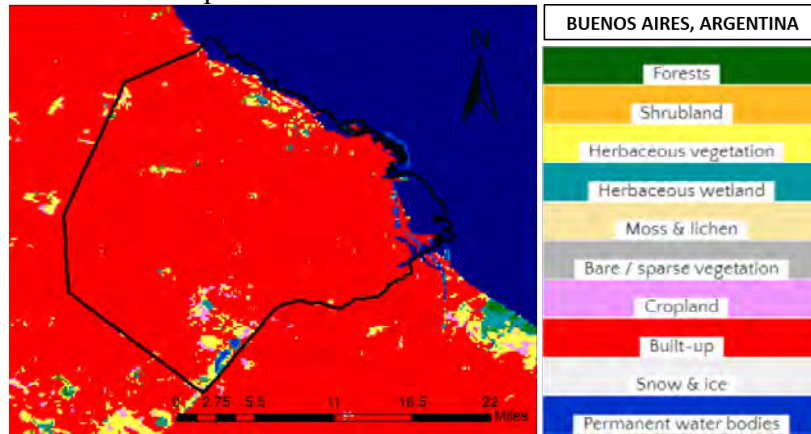 N
0 2.75 5.5 11 16.5 22
Miles
BUENOS AIRES, ARGENTINA
Forests
Shrubland
Herbaceous vegetation
Herbaceous wetland
Moss & lichen
Bare / sparse vegetation
Cropland
Built-up
Snow & ice
Permanent water bodies